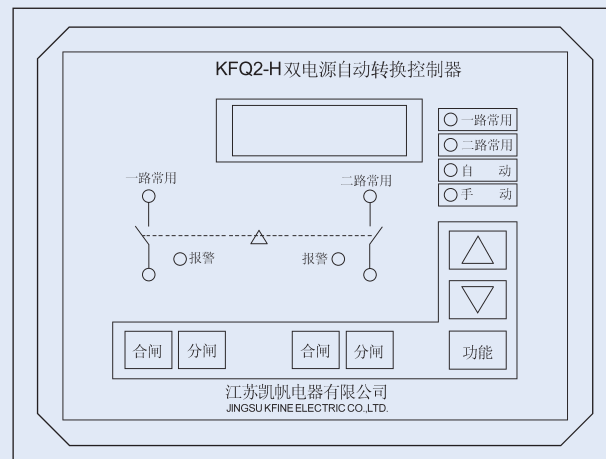 KFQ2-H双电源自动转换控制器
一路常用
二路常用
自 动
手 动
一路常用
二路常用
报警
报警
合闸
分闸
合闸
分闸
功能
江苏凯帆电器有限公司
JINGSU KFINE ELECTRIC CO.,LTD.